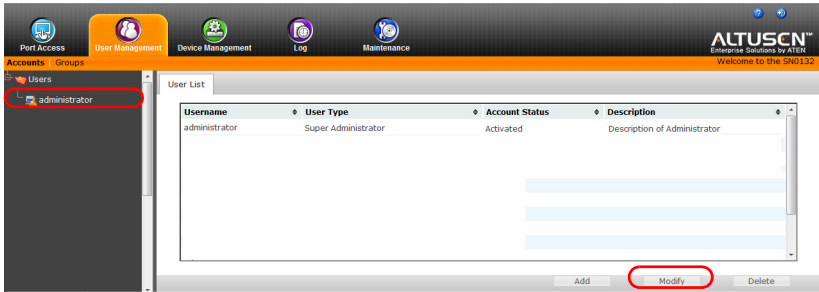 ALTUSCN™
Enterprise Solutions by ATEN
Port Access User Management Device Management Log Maintenance
Accounts Groups Welcome to the SN0132
Users
administrator
User List
Username User Type Account Status Description
administrator Super Administrator Activated Description of Administrator
Add Modify Delete